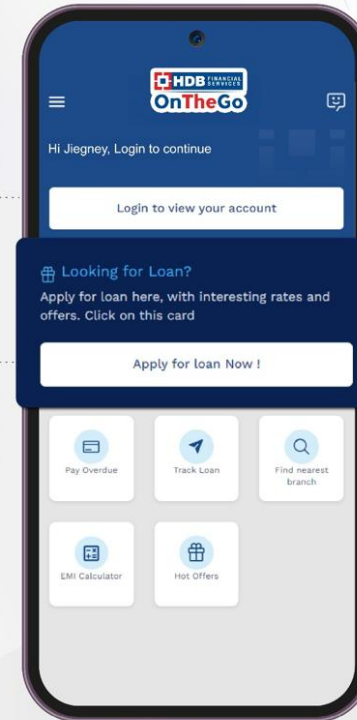 HDB FINANCIAL
SERVICES
OnTheGo
Hi Jiegney, Login to continue
Login to view your account
Looking for Loan?
Apply for loan here, with interesting rates and
offers. Click on this card
Apply for loan Now !
Pay Overdue
Track Loan
Find nearest
branch
EMI Calculator
Hot Offers